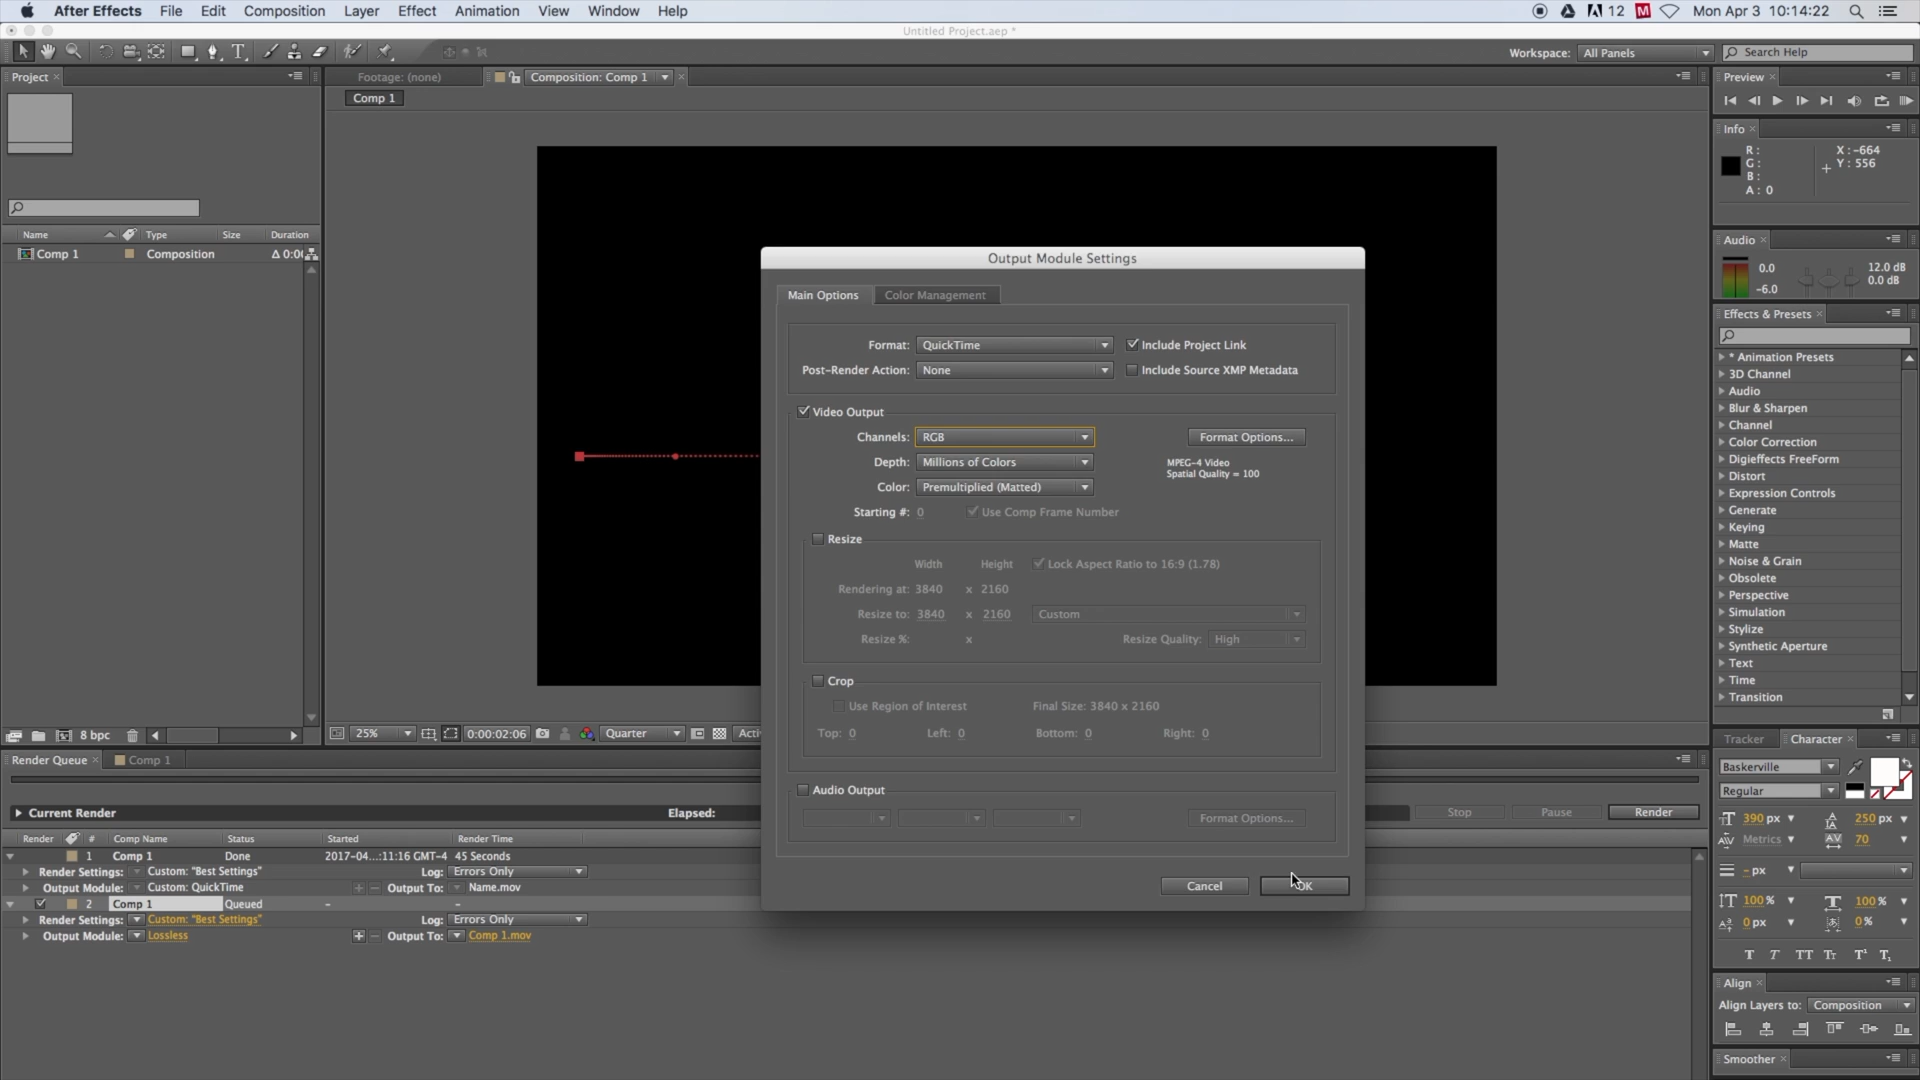 After Effects File Edit Composition Layer Effect Animation View Window Help
12 Mon Apr 3 10:14:22
Untitled Project.aep *
Workspace: All Panels Search Help
Project
Footage: (none) Composition: Comp 1
Comp 1
Name Type Size Duration
Comp 1 Composition Δ 0:0
Preview
Info
R : X : -664
G : Y : 556
B :
A : 0
Audio
0.0 12.0 dB
-6.0 0.0 dB
Effects & Presets
* Animation Presets
3D Channel
Audio
Blur & Sharpen
Channel
Color Correction
Digieffects FreeForm
Distort
Expression Controls
Generate
Keying
Matte
Noise & Grain
Obsolete
Perspective
Simulation
Stylize
Synthetic Aperture
Text
Time
Transition
Output Module Settings
Main Options Color Management
Format: QuickTime Include Project Link
Post-Render Action: None Include Source XMP Metadata
Video Output
Channels: RGB Format Options...
Depth: Millions of Colors MPEG-4 Video
Spatial Quality = 100
Color: Premultiplied (Matted)
Starting #: 0 Use Comp Frame Number
Resize
Width Height Lock Aspect Ratio to 16:9 (1.78)
Rendering at: 3840 x 2160
Resize to: 3840 x 2160 Custom
Resize %: x Resize Quality: High
Crop
Use Region of Interest Final Size: 3840 x 2160
Top: 0 Left: 0 Bottom: 0 Right: 0
Audio Output
Format Options...
Cancel OK
8 bpc
25% 0:00:02:06 Quarter Acti
Render Queue Comp 1
Current Render Elapsed: Stop Pause Render
Render # Comp Name Status Started Render Time
1 Comp 1 Done 2017-04...:11:16 GMT-4 45 Seconds
Render Settings: Custom: "Best Settings" Log: Errors Only
Output Module: Custom: QuickTime Output To: Name.mov
2 Comp 1 Queued - -
Render Settings: Custom: "Best Settings" Log: Errors Only
Output Module: Lossless Output To: Comp 1.mov
Tracker Character
Baskerville
Regular
390 px 250 px
Metrics 70
- px
100 % 100 %
0 px 0 %
T T TT Tt T¹ T₁
Align
Align Layers to: Composition
Smoother